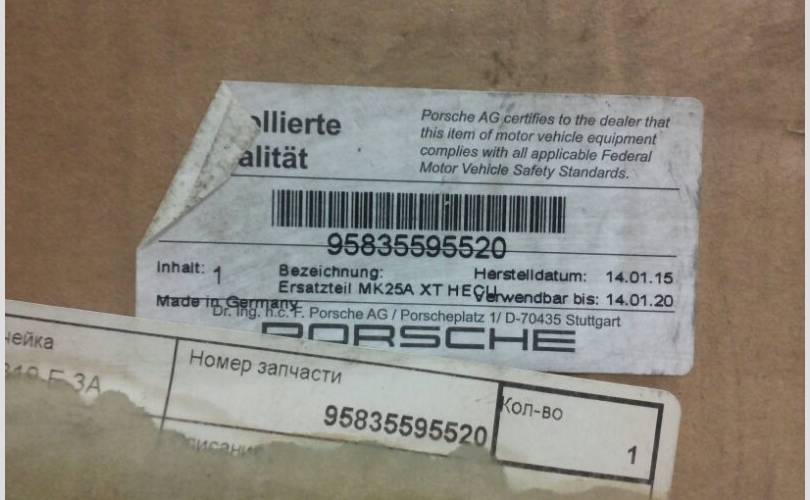 ollierte
alität
Porsche AG certifies to the dealer that
this item of motor vehicle equipment
complies with all applicable Federal
Motor Vehicle Safety Standards.
95835595520
Inhalt: 1
Bezeichnung:
Ersatzteil MK25A XT HECU
Herstelldatum: 14.01.15
Verwendbar bis: 14.01.20
Made in Germany
Dr. Ing. h.c. F. Porsche AG / Porscheplatz 1/ D-70435 Stuttgart
PORSCHE
чейка
Номер запчасти
95835595520
Кол-во
1